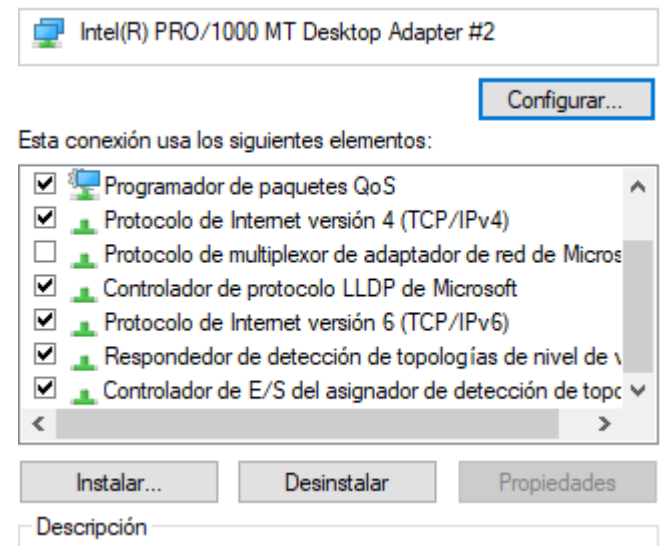 Intel(R) PRO/1000 MT Desktop Adapter #2
Configurar...
Esta conexión usa los siguientes elementos:
Programador de paquetes QoS
Protocolo de Internet versión 4 (TCP/IPv4)
Protocolo de multiplexor de adaptador de red de Micros
Controlador de protocolo LLDP de Microsoft
Protocolo de Internet versión 6 (TCP/IPv6)
Respondedor de detección de topologías de nivel de v
Controlador de E/S del asignador de detección de topo
Instalar...
Desinstalar
Propiedades
Descripción